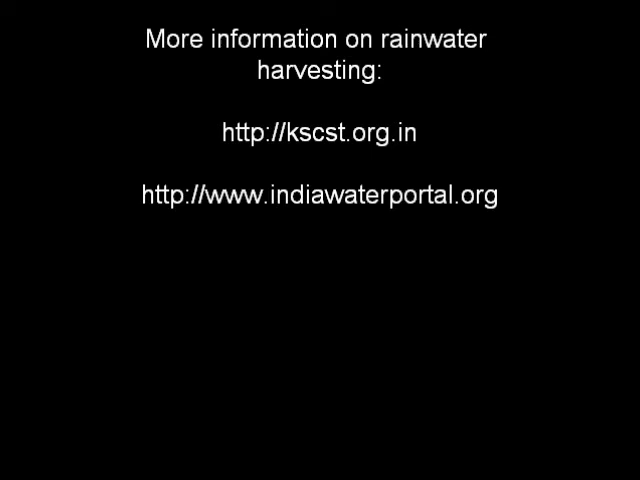 More information on rainwater
harvesting:
http://kscst.org.in
http://www.indiawaterportal.org